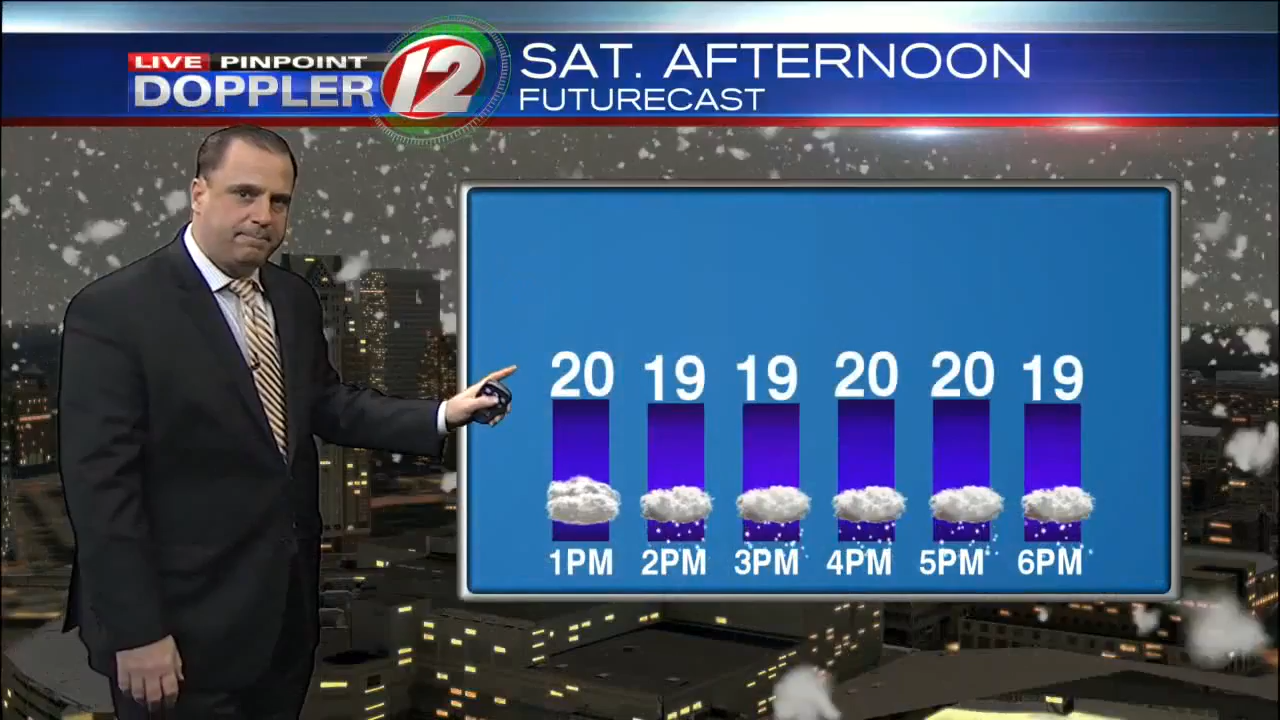 LIVE PINPOINT
DOPPLER 12
SAT. AFTERNOON
FUTURECAST
20 19 19 20 20 19
1PM 2PM 3PM 4PM 5PM 6PM